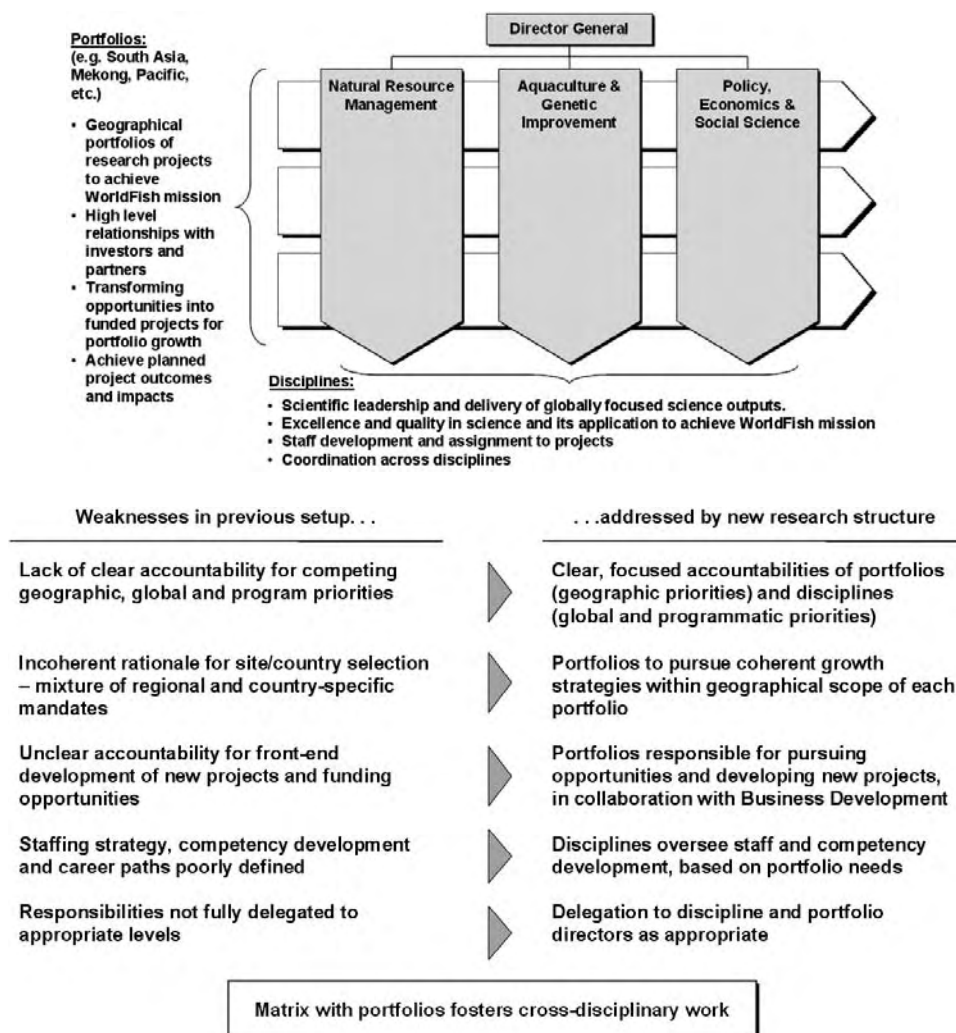 Director General
Portfolios:
(e.g. South Asia,
Mekong, Pacific,
etc.)
• Geographical
portfolios of
research projects
to achieve
WorldFish mission
• High level
relationships with
investors and
partners
• Transforming
opportunities into
funded projects for
portfolio growth
• Achieve planned
project outcomes
and impacts
Natural Resource
Management
Aquaculture &
Genetic
Improvement
Policy,
Economics &
Social Science
Disciplines:
• Scientific leadership and delivery of globally focused science outputs.
• Excellence and quality in science and its application to achieve WorldFish mission
• Staff development and assignment to projects
• Coordination across disciplines
Weaknesses in previous setup. . .
. . .addressed by new research structure
Lack of clear accountability for competing
geographic, global and program priorities
Clear, focused accountabilities of portfolios
(geographic priorities) and disciplines
(global and programmatic priorities)
Incoherent rationale for site/country selection
– mixture of regional and country-specific
mandates
Portfolios to pursue coherent growth
strategies within geographical scope of each
portfolio
Unclear accountability for front-end
development of new projects and funding
opportunities
Portfolios responsible for pursuing
opportunities and developing new projects,
in collaboration with Business Development
Staffing strategy, competency development
and career paths poorly defined
Disciplines oversee staff and competency
development, based on portfolio needs
Responsibilities not fully delegated to
appropriate levels
Delegation to discipline and portfolio
directors as appropriate
Matrix with portfolios fosters cross-disciplinary work